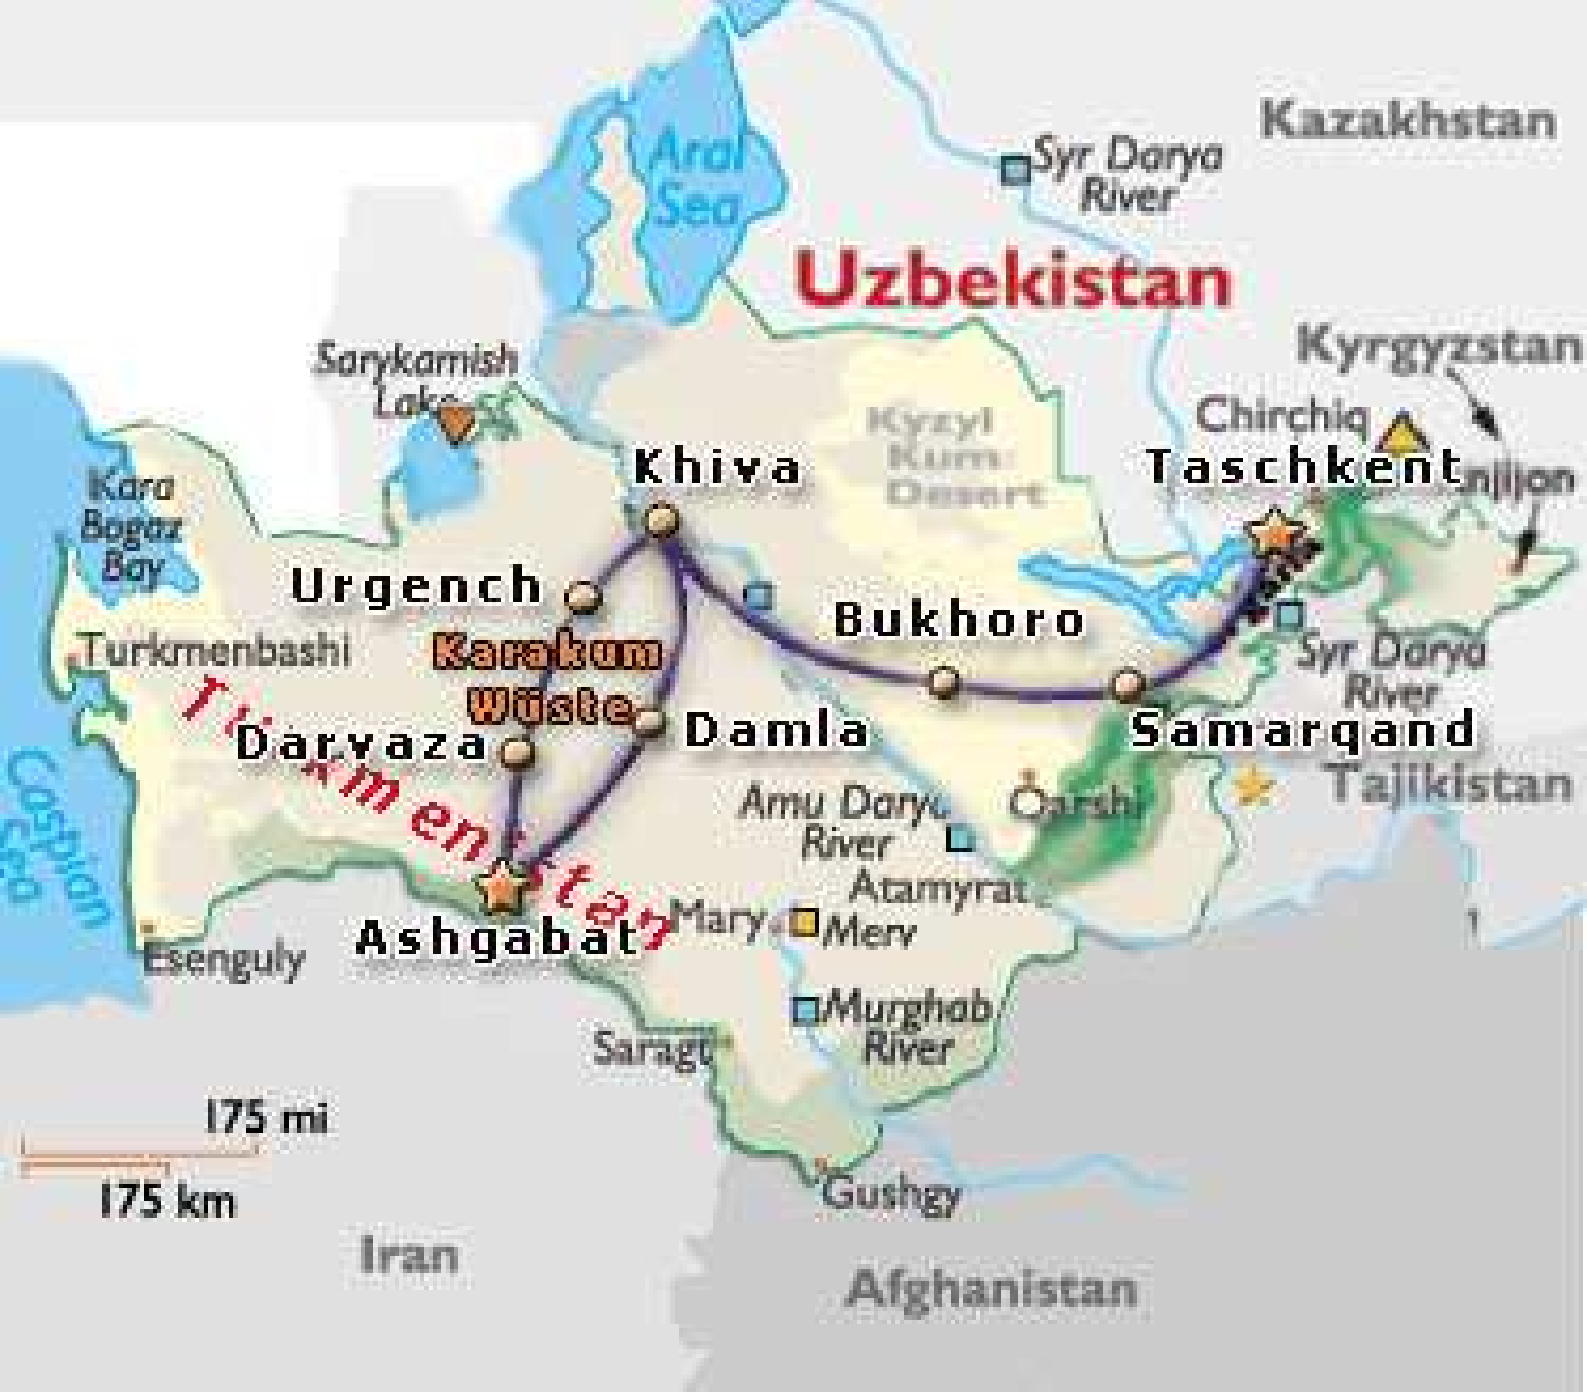 Kazakhstan
Aral
Sea
Syr Darya
River
Uzbekistan
Kyrgyzstan
Sarykamish
Lake
Chirchiq
Kyzyl
Kum
Desert
Khiva
Taschkent
njijon
Kara
Bogaz
Bay
Urgench
Bukhoro
Turkmenbashi
Karakum
Wüste
Syr Darya
River
Turkmenistan
Darvaza
Damla
Samarqand
Tajikistan
Caspian
Sea
Amu Darya
River
Qarshi
Atamyrat
Mary
Merv
Ashgabat
Esenguly
Murghab
River
Saragt
175 mi
175 km
Gushgy
Iran
Afghanistan